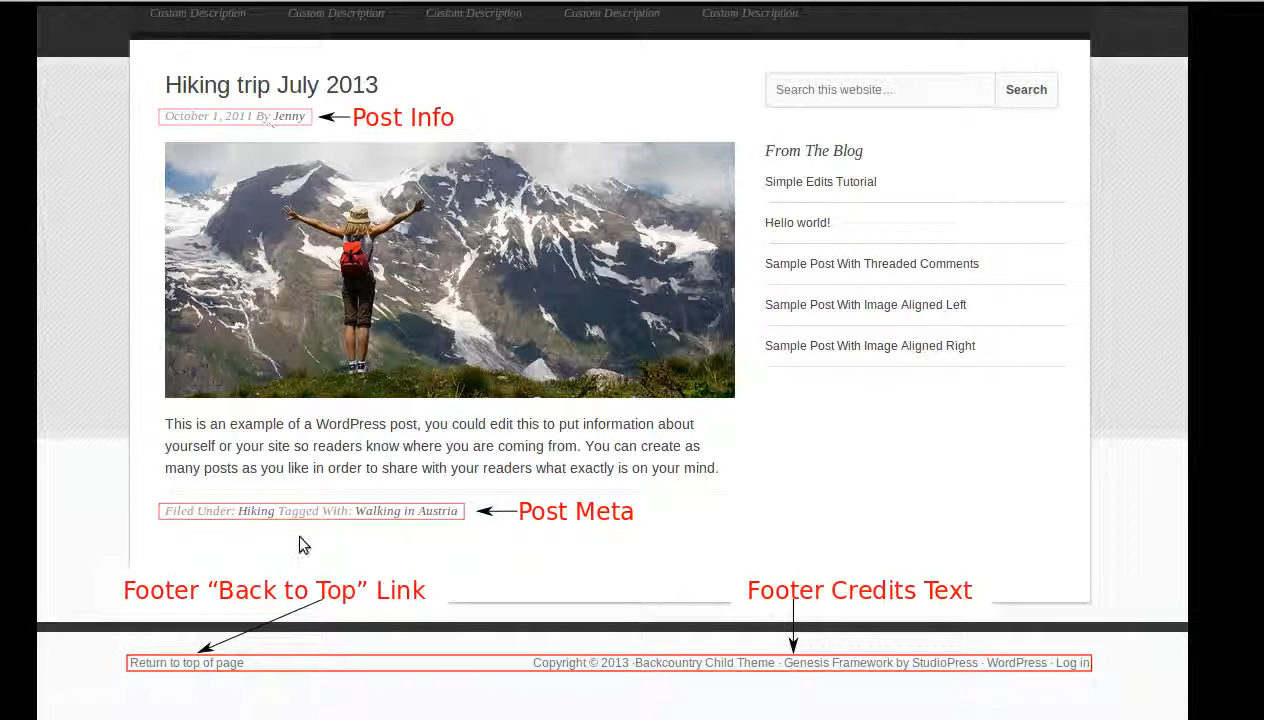 Custom Description Custom Description Custom Description Custom Description Custom Description
Hiking trip July 2013
October 1, 2011 By Jenny
Post Info
Search this website…
Search
From The Blog
Simple Edits Tutorial
Hello world!
Sample Post With Threaded Comments
Sample Post With Image Aligned Left
Sample Post With Image Aligned Right
This is an example of a WordPress post, you could edit this to put information about
yourself or your site so readers know where you are coming from. You can create as
many posts as you like in order to share with your readers what exactly is on your mind.
Filed Under: Hiking Tagged With: Walking in Austria
Post Meta
Footer “Back to Top” Link
Footer Credits Text
Return to top of page
Copyright © 2013 ·Backcountry Child Theme · Genesis Framework by StudioPress · WordPress · Log in